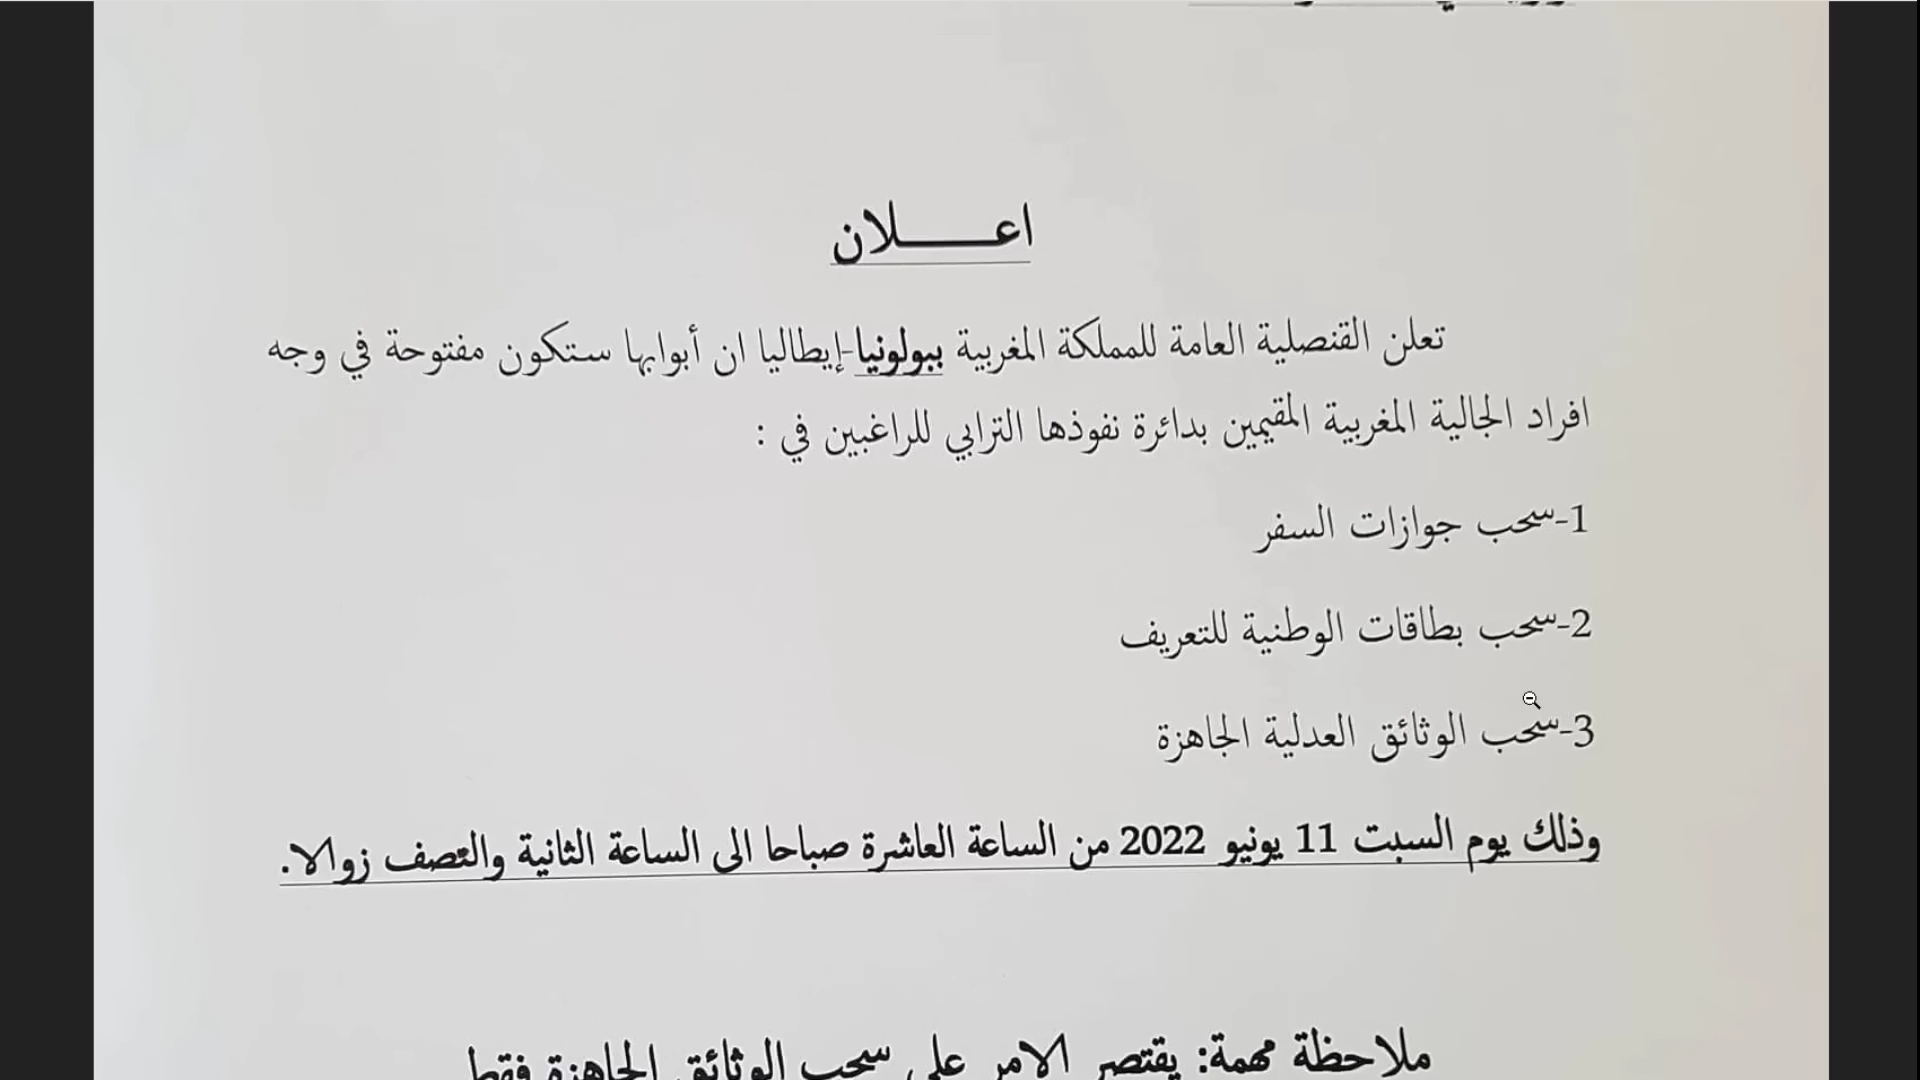 اعـــــلان
تعلن القنصلية العامة للمملكة المغربية ببولونيا-إيطاليا ان أبوابها ستكون مفتوحة في وجه
افراد الجالية المغربية المقيمين بدائرة نفوذها الترابي للراغبين في :
1-سحب جوازات السفر
2-سحب بطاقات الوطنية للتعريف
3-سحب الوثائق العدلية الجاهزة
وذلك يوم السبت 11 يونيو 2022 من الساعة العاشرة صباحا الى الساعة الثانية والنصف زوالا.
ملاحظة مهمة: يقتصر الامر على سحب الوثائق الجاهزة فقط